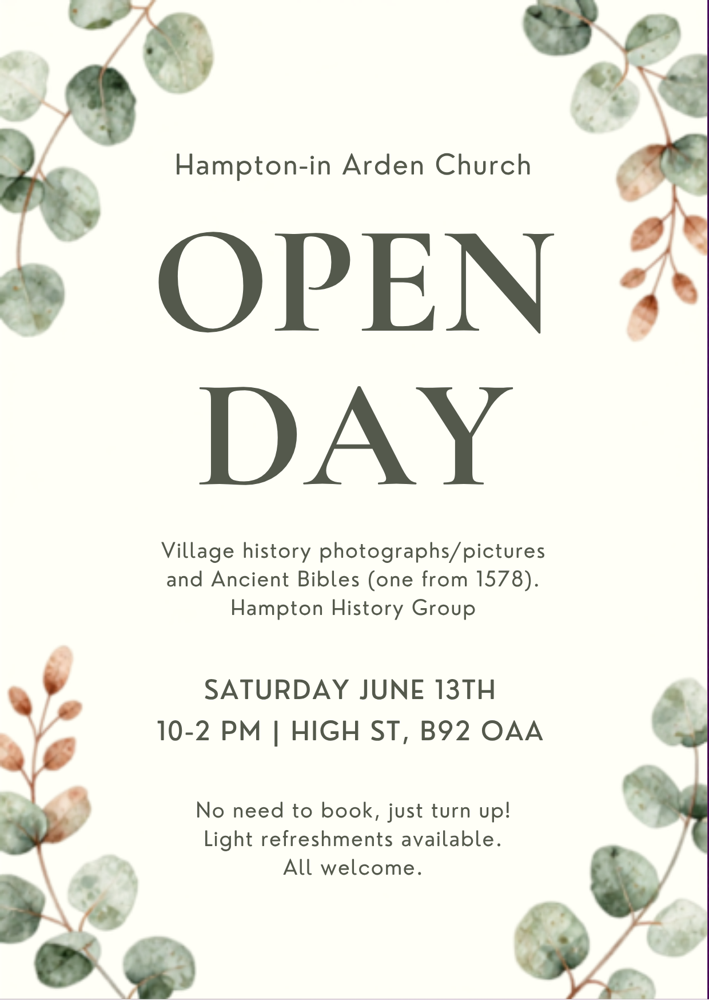 Hampton-in Arden Church
OPEN
DAY
Village history photographs/pictures
and Ancient Bibles (one from 1578).
Hampton History Group
SATURDAY JUNE 13TH
10-2 PM | HIGH ST, B92 OAA
No need to book, just turn up!
Light refreshments available.
All welcome.